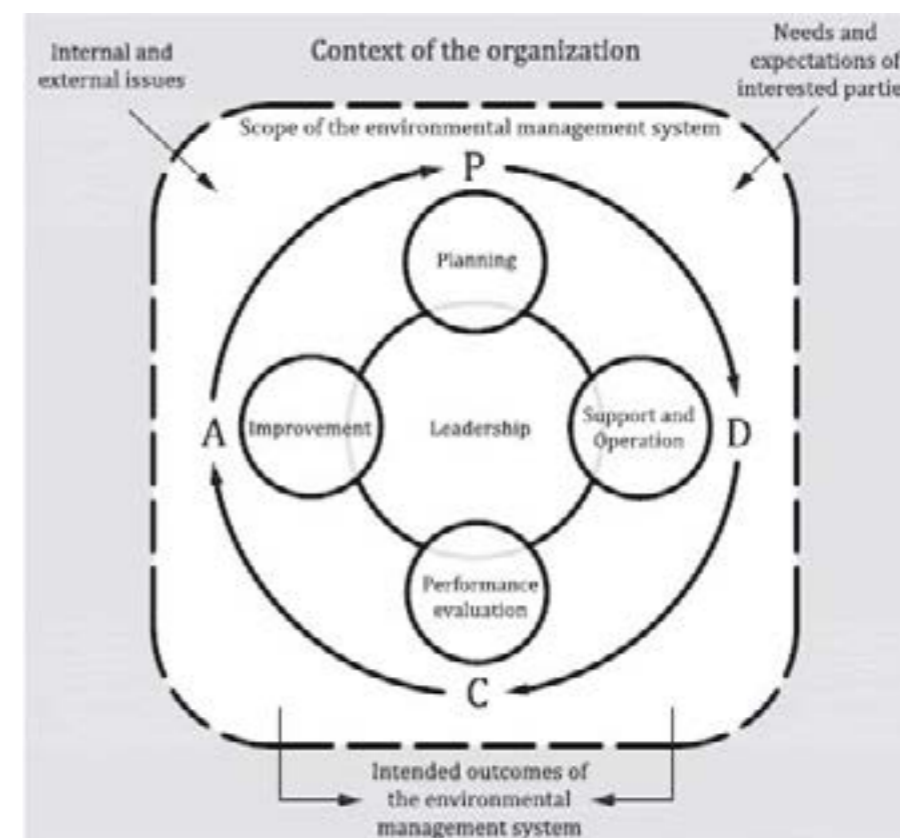 Internal and
external issues
Context of the organization
Needs and
expectations of
interested partie
Scope of the environmental management system
P
Planning
A
Improvement
Leadership
Support and
Operation
D
Performance
evaluation
C
Intended outcomes of
the environmental
management system